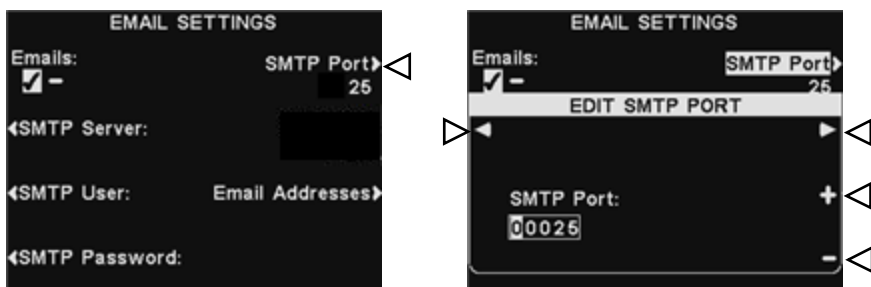 EMAIL SETTINGS
Emails:
SMTP Port
25
SMTP Server:
SMTP User:
Email Addresses
SMTP Password:
EMAIL SETTINGS
Emails:
SMTP Port
25
EDIT SMTP PORT
SMTP Port:
00025